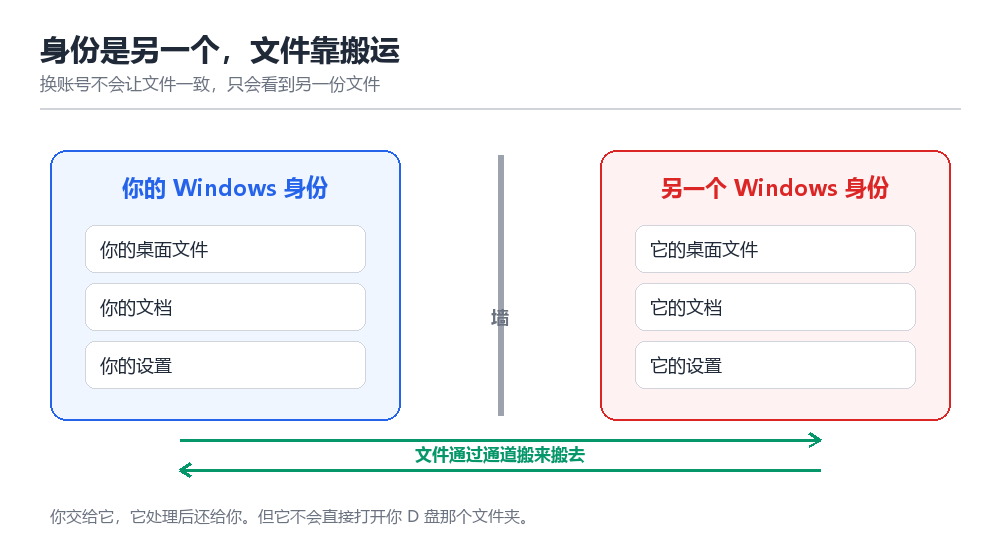 身份是另一个，文件靠搬运
换账号不会让文件一致，只会看到另一份文件
你的 Windows 身份
你的桌面文件
你的文档
你的设置
墙
另一个 Windows 身份
它的桌面文件
它的文档
它的设置
文件通过通道搬来搬去
你交给它，它处理后还给你。但它不会直接打开你 D 盘那个文件夹。